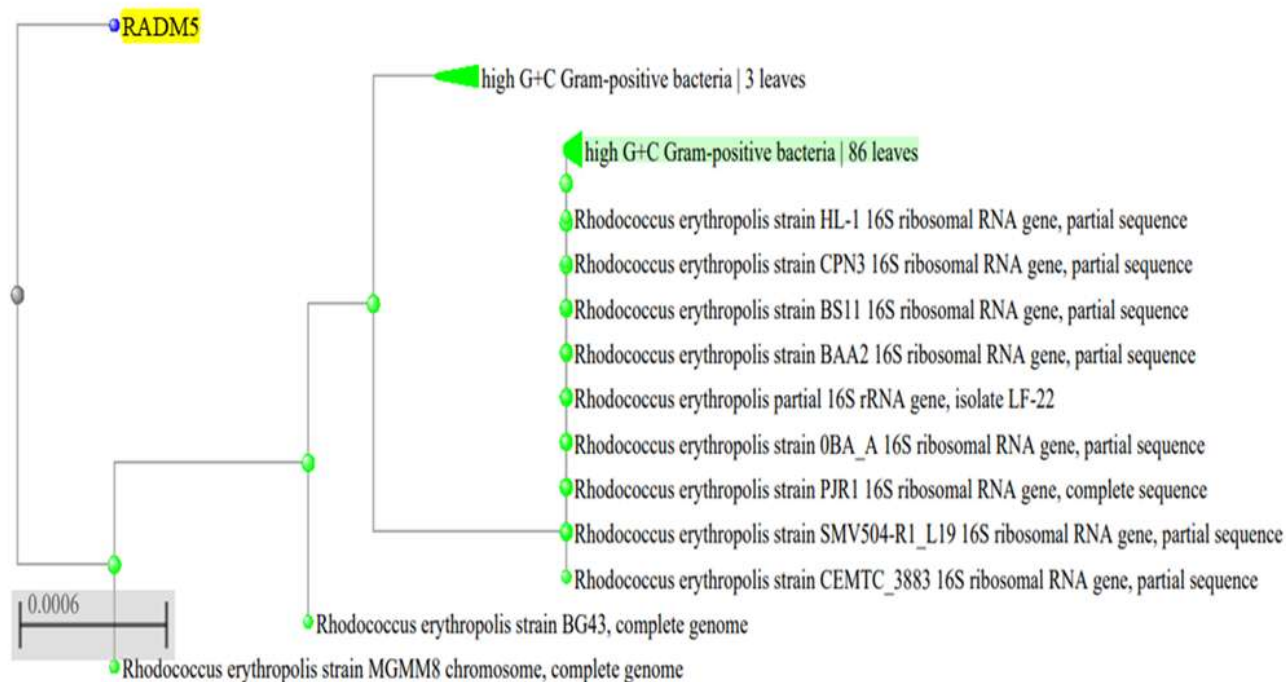 RADM5
high G+C Gram-positive bacteria | 3 leaves
high G+C Gram-positive bacteria | 86 leaves
Rhodococcus erythropolis strain HL-1 16S ribosomal RNA gene, partial sequence
Rhodococcus erythropolis strain CPN3 16S ribosomal RNA gene, partial sequence
Rhodococcus erythropolis strain BS11 16S ribosomal RNA gene, partial sequence
Rhodococcus erythropolis strain BAA2 16S ribosomal RNA gene, partial sequence
Rhodococcus erythropolis partial 16S rRNA gene, isolate LF-22
Rhodococcus erythropolis strain 0BA_A 16S ribosomal RNA gene, partial sequence
Rhodococcus erythropolis strain PJR1 16S ribosomal RNA gene, complete sequence
Rhodococcus erythropolis strain SMV504-R1_L19 16S ribosomal RNA gene, partial sequence
Rhodococcus erythropolis strain CEMTC_3883 16S ribosomal RNA gene, partial sequence
0.0006
Rhodococcus erythropolis strain BG43, complete genome
Rhodococcus erythropolis strain MGMM8 chromosome, complete genome